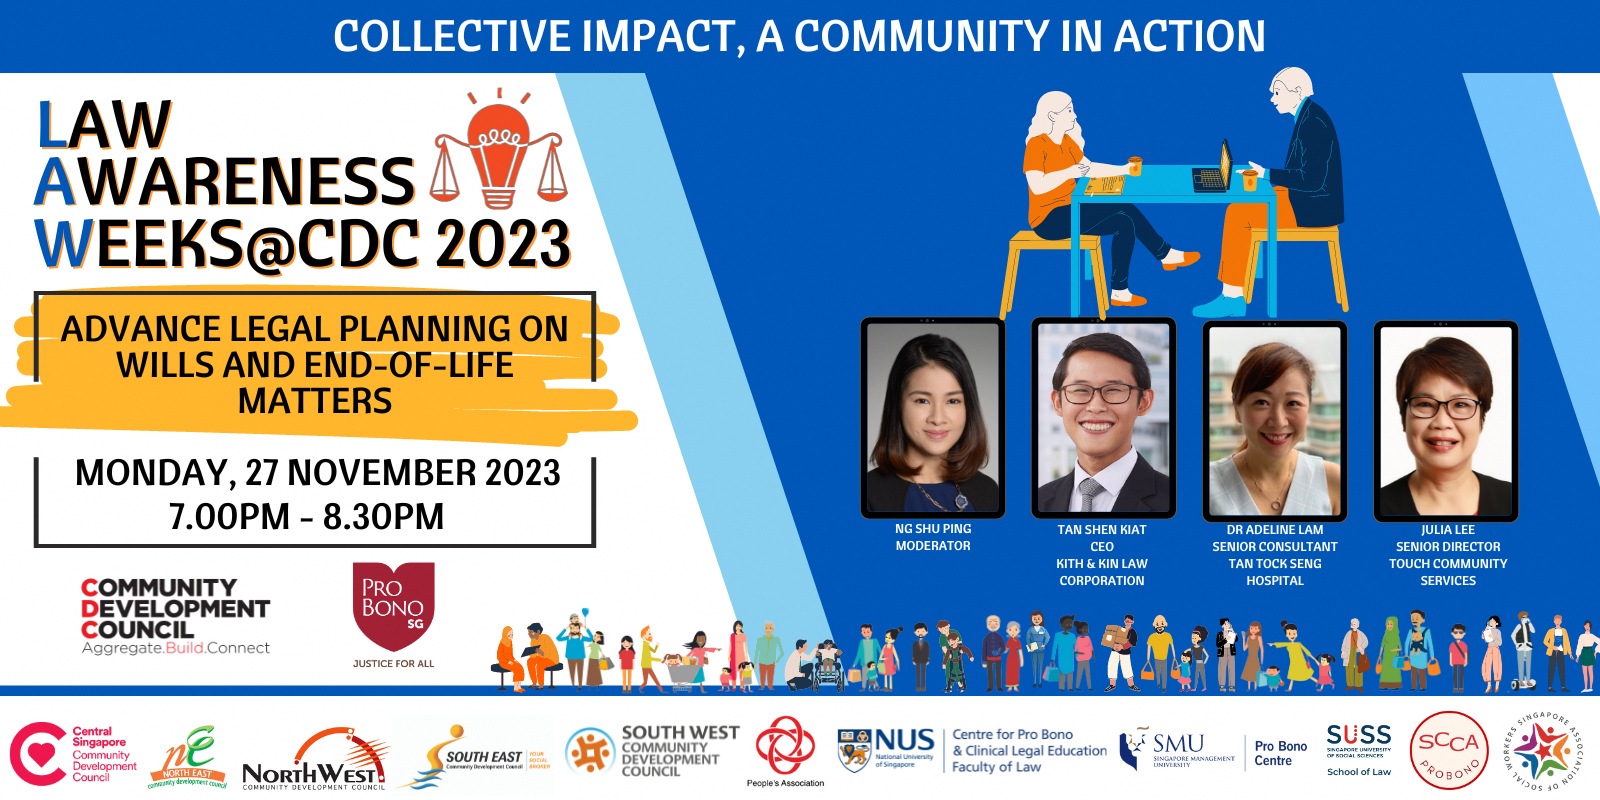 COLLECTIVE IMPACT, A COMMUNITY IN ACTION
LAW
AWARENESS
WEEKS@CDC 2023
ADVANCE LEGAL PLANNING ON
WILLS AND END-OF-LIFE
MATTERS
MONDAY, 27 NOVEMBER 2023
7.00PM - 8.30PM
COMMUNITY
DEVELOPMENT
COUNCIL
Aggregate.Build.Connect
PRO
BONO
SG
JUSTICE FOR ALL
NG SHU PING
MODERATOR
TAN SHEN KIAT
CEO
KITH & KIN LAW
CORPORATION
DR ADELINE LAM
SENIOR CONSULTANT
TAN TOCK SENG
HOSPITAL
JULIA LEE
SENIOR DIRECTOR
TOUCH COMMUNITY
SERVICES
Central
Singapore
Community
Development
Council
ne
NORTH EAST
community development council
NORTHWEST
COMMUNITY DEVELOPMENT COUNCIL
SOUTH EAST
Community Development Council
YOUR
SOCIAL
BROKER
SOUTH WEST
COMMUNITY
DEVELOPMENT
COUNCIL
People's Association
NUS
National University
of Singapore
Centre for Pro Bono
& Clinical Legal Education
Faculty of Law
SMU
SINGAPORE MANAGEMENT
UNIVERSITY
Pro Bono
Centre
SUSS
SINGAPORE UNIVERSITY
OF SOCIAL SCIENCES
School of Law
SCCA
PROBONO
SINGAPORE ASSOCIATION OF SOCIAL WORKERS